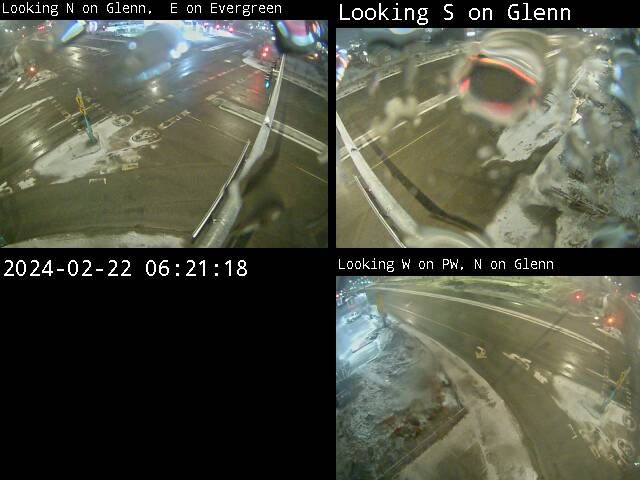 Looking N on Glenn,  E on Evergreen
Looking S on Glenn
2024-02-22 06:21:18
Looking W on PW, N on Glenn